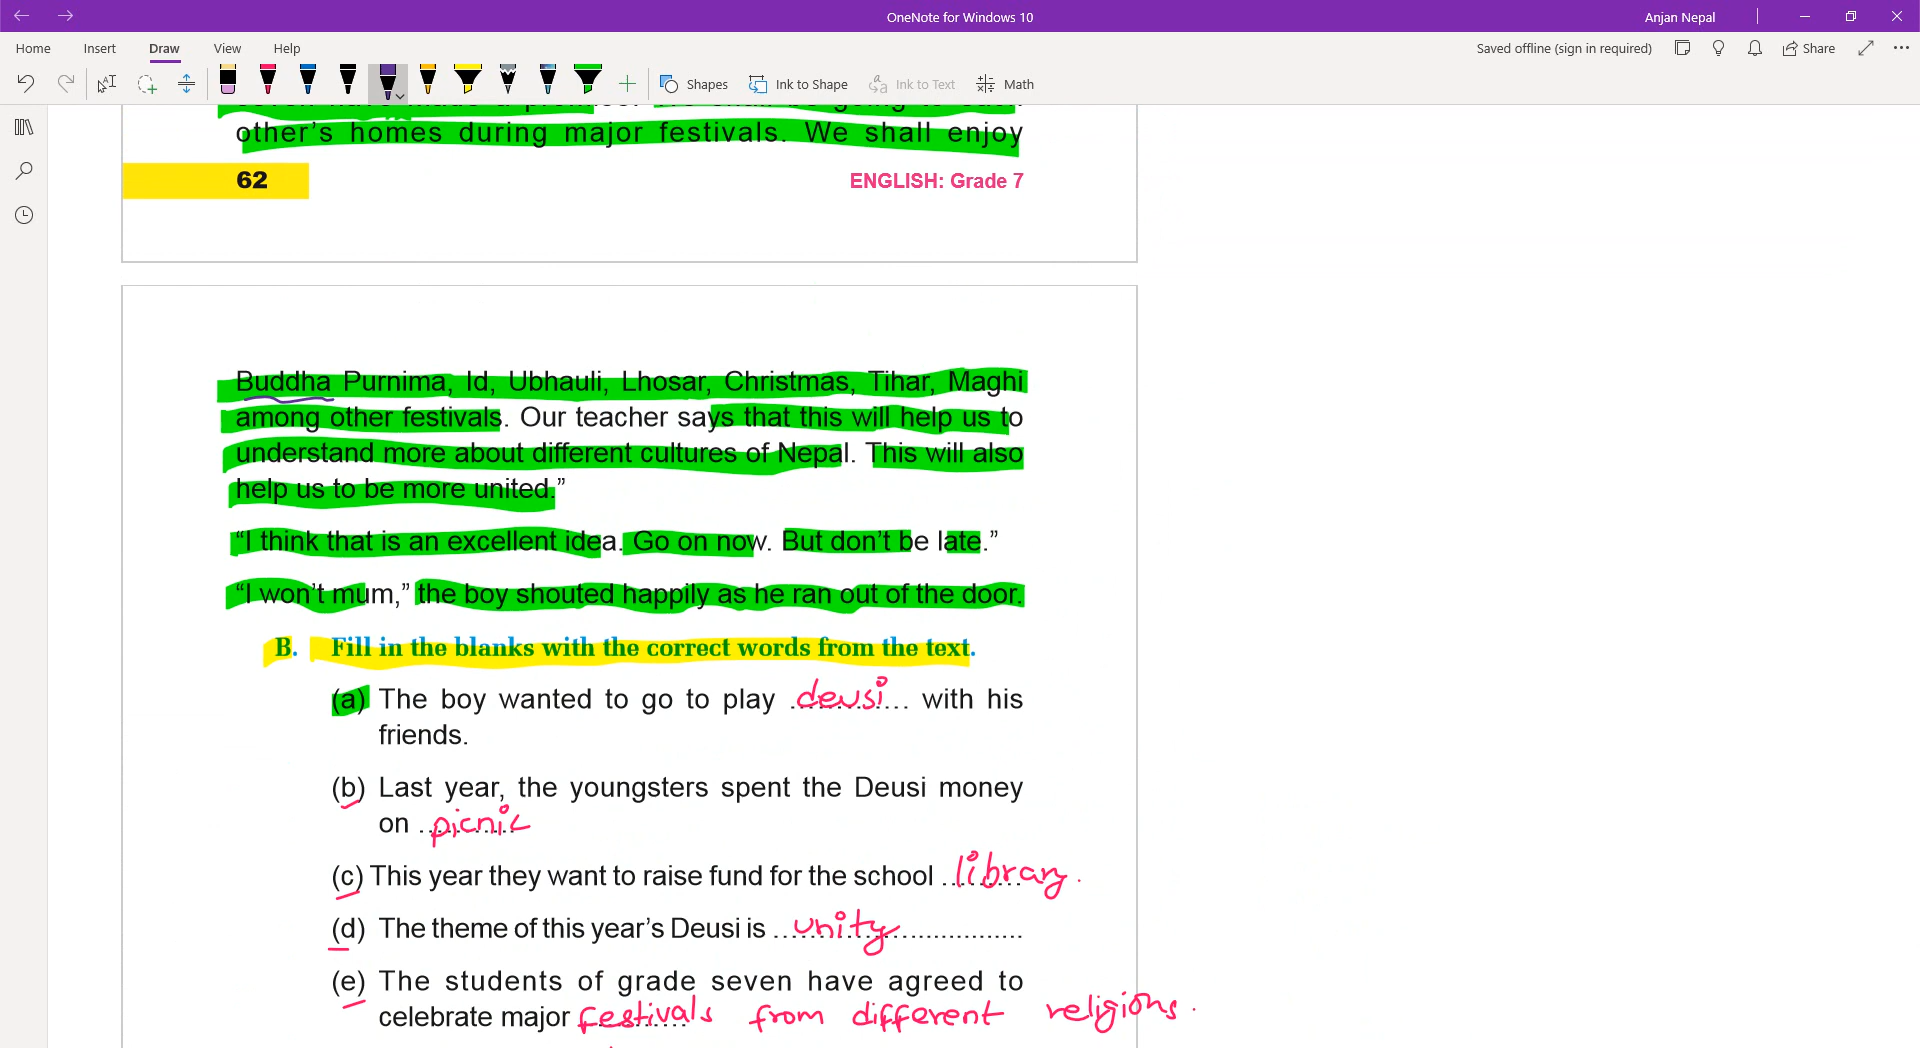 OneNote for Windows 10
Anjan Nepal
Home Insert Draw View Help
Saved offline (sign in required) Share
Shapes Ink to Shape Ink to Text Math
other's homes during major festivals. We shall enjoy
62
ENGLISH: Grade 7
Buddha Purnima, Id, Ubhauli, Lhosar, Christmas, Tihar, Maghi
among other festivals. Our teacher says that this will help us to
understand more about different cultures of Nepal. This will also
help us to be more united.”
“I think that is an excellent idea. Go on now. But don’t be late.”
“I won’t mum,” the boy shouted happily as he ran out of the door.
B. Fill in the blanks with the correct words from the text.
(a) The boy wanted to go to play deusi with his
friends.
(b) Last year, the youngsters spent the Deusi money
on picnic
(c) This year they want to raise fund for the school library.
(d) The theme of this year’s Deusi is unity
(e) The students of grade seven have agreed to
celebrate major festivals from different religions.